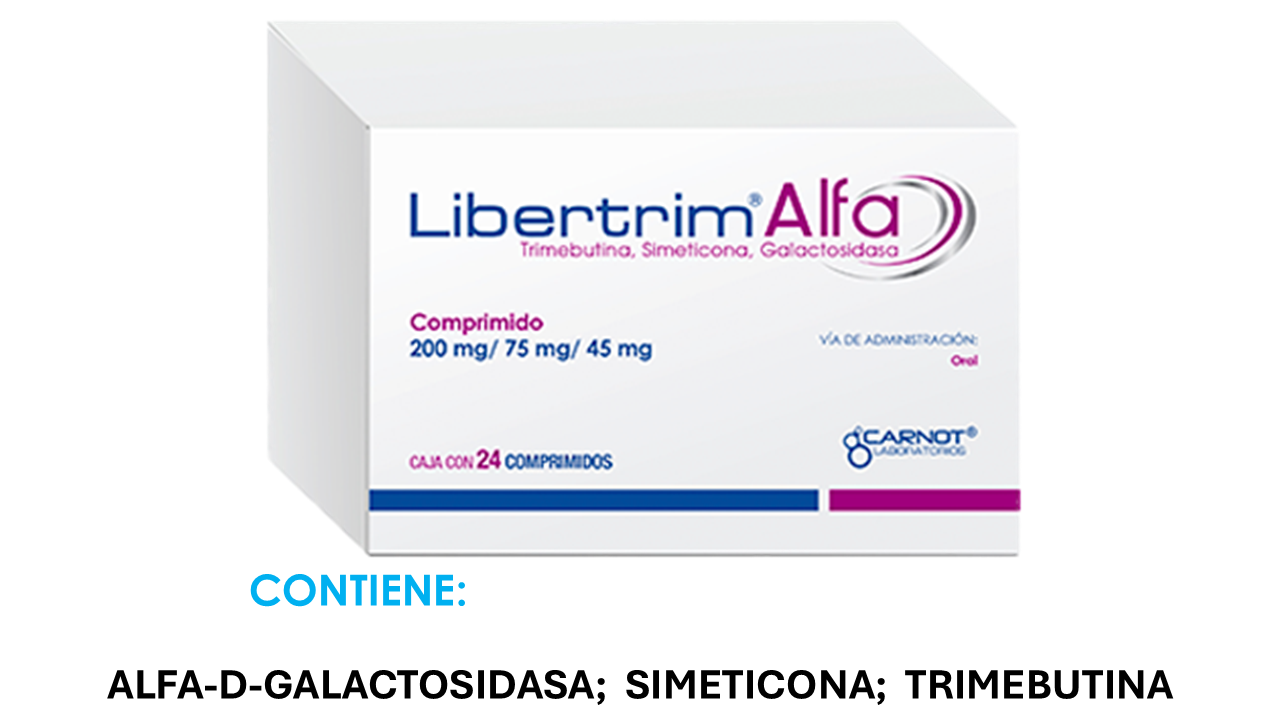 Libertrim® Alfa
Trimebutina, Simeticona, Galactosidasa
Comprimido
200 mg/ 75 mg/ 45 mg
VÍA DE ADMINISTRACIÓN:
Oral
CARNOT®
LABORATORIOS
CAJA CON 24 COMPRIMIDOS
CONTIENE:
ALFA-D-GALACTOSIDASA; SIMETICONA; TRIMEBUTINA